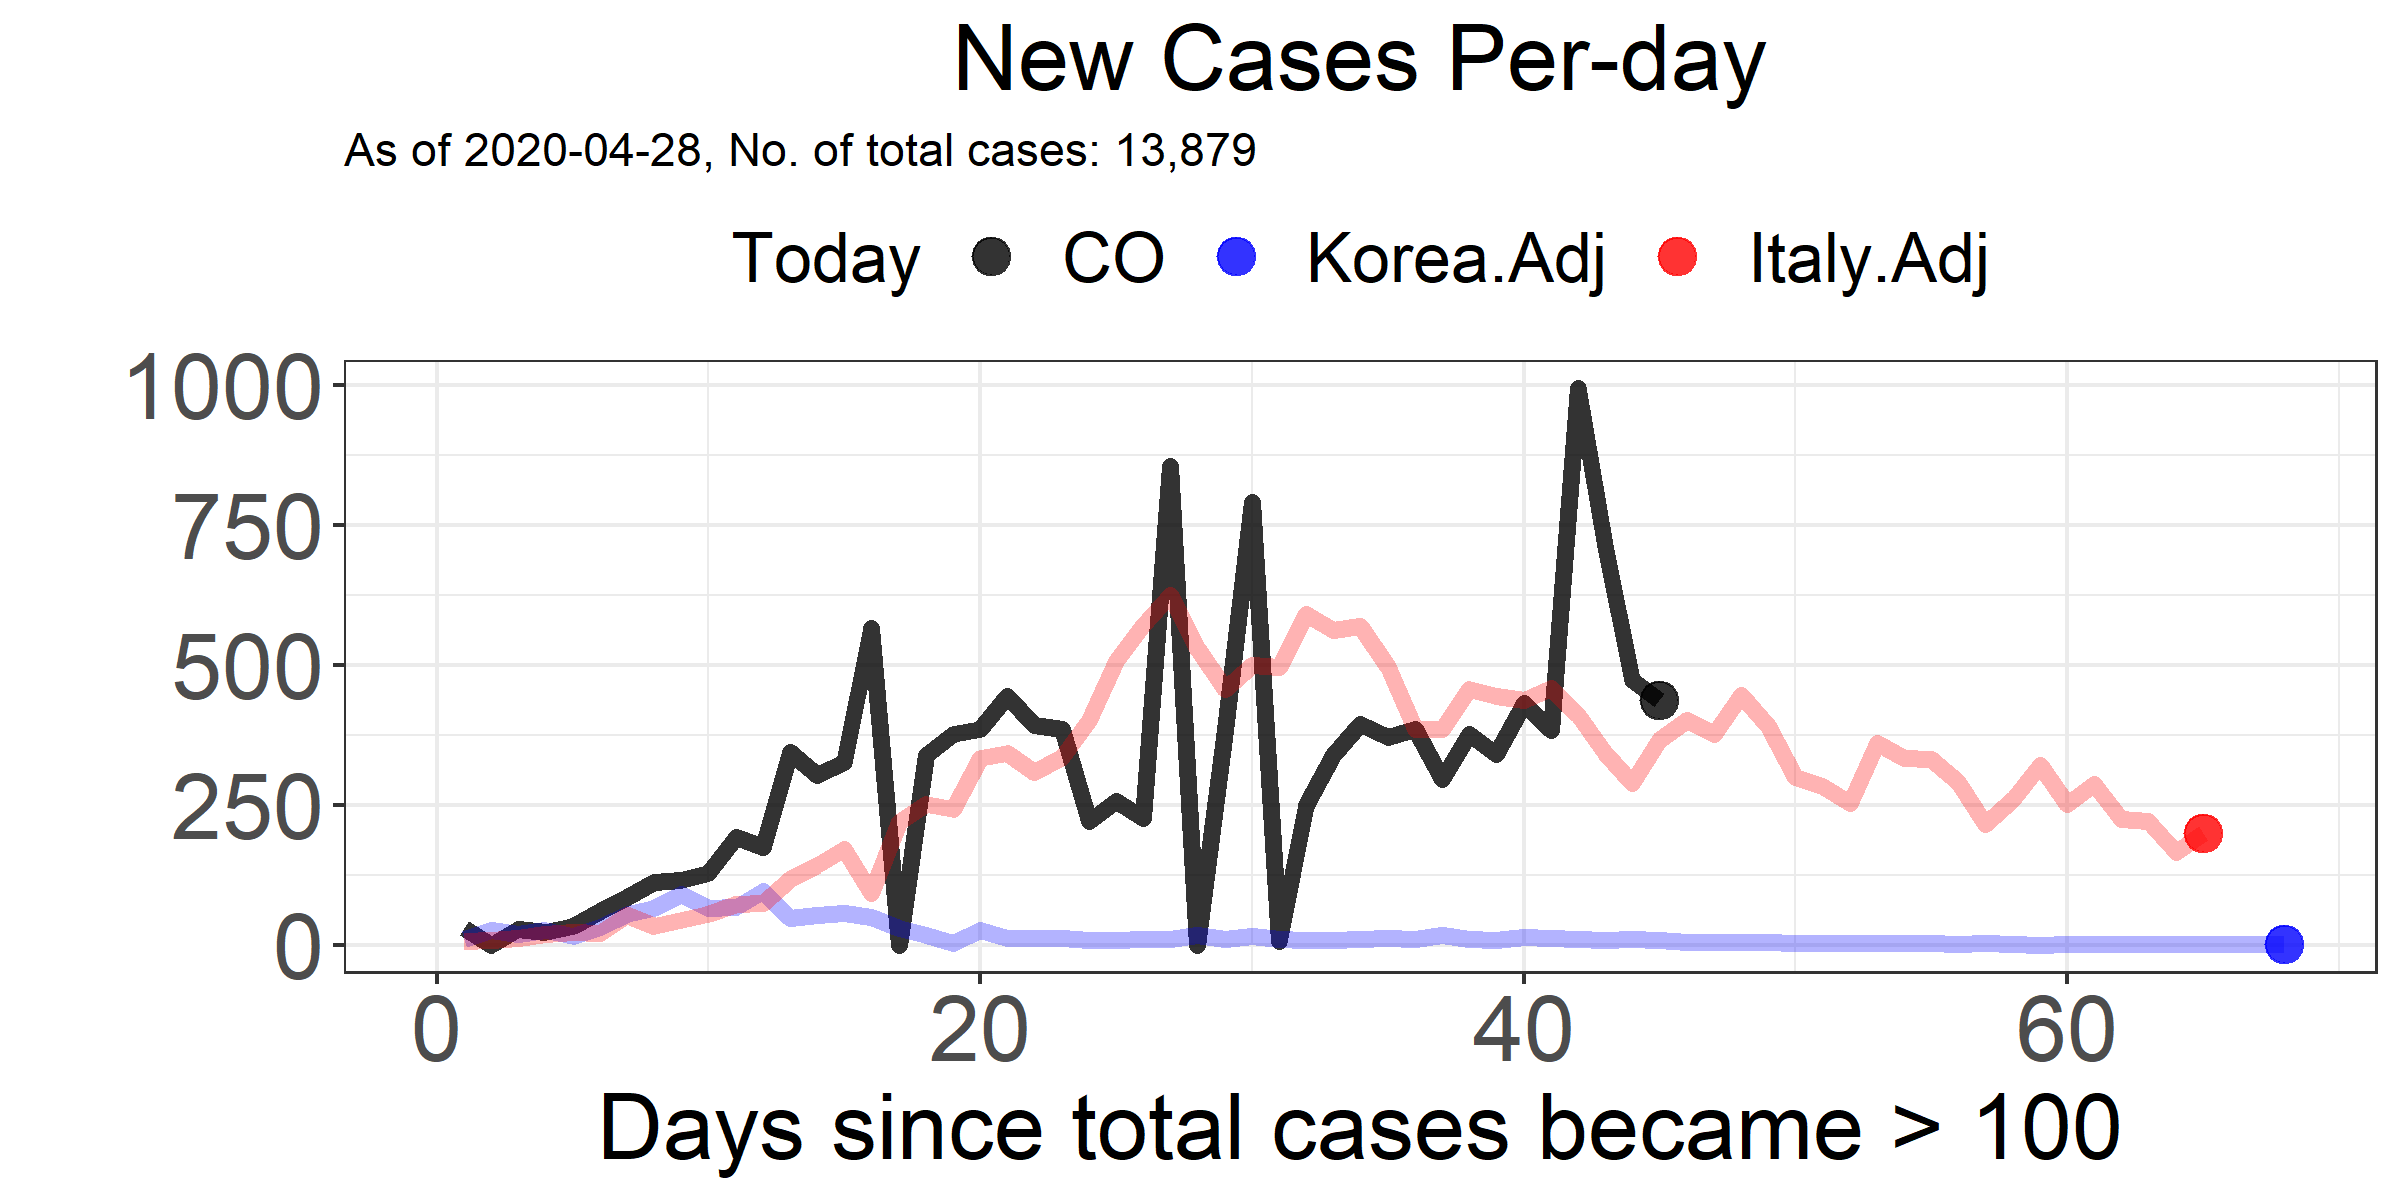 New Cases Per-day
As of 2020-04-28, No. of total cases: 13,879
Today CO Korea.Adj Italy.Adj
1000
750
500
250
0
0 20 40 60
Days since total cases became > 100